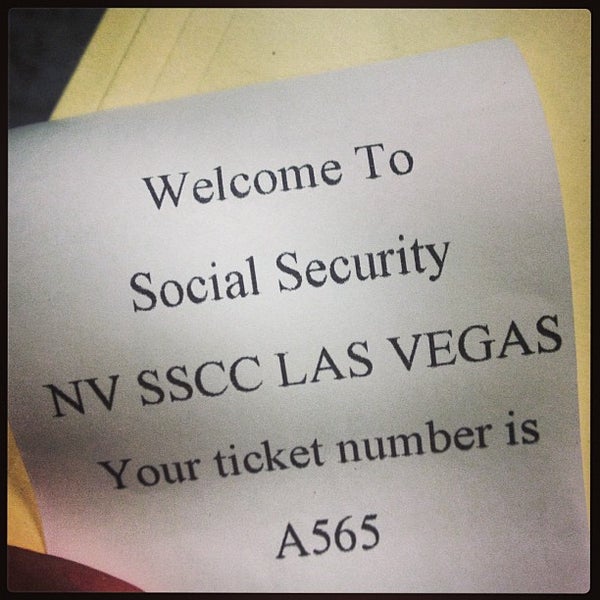 Welcome To
Social Security
NV SSCC LAS VEGAS
Your ticket number is
A565